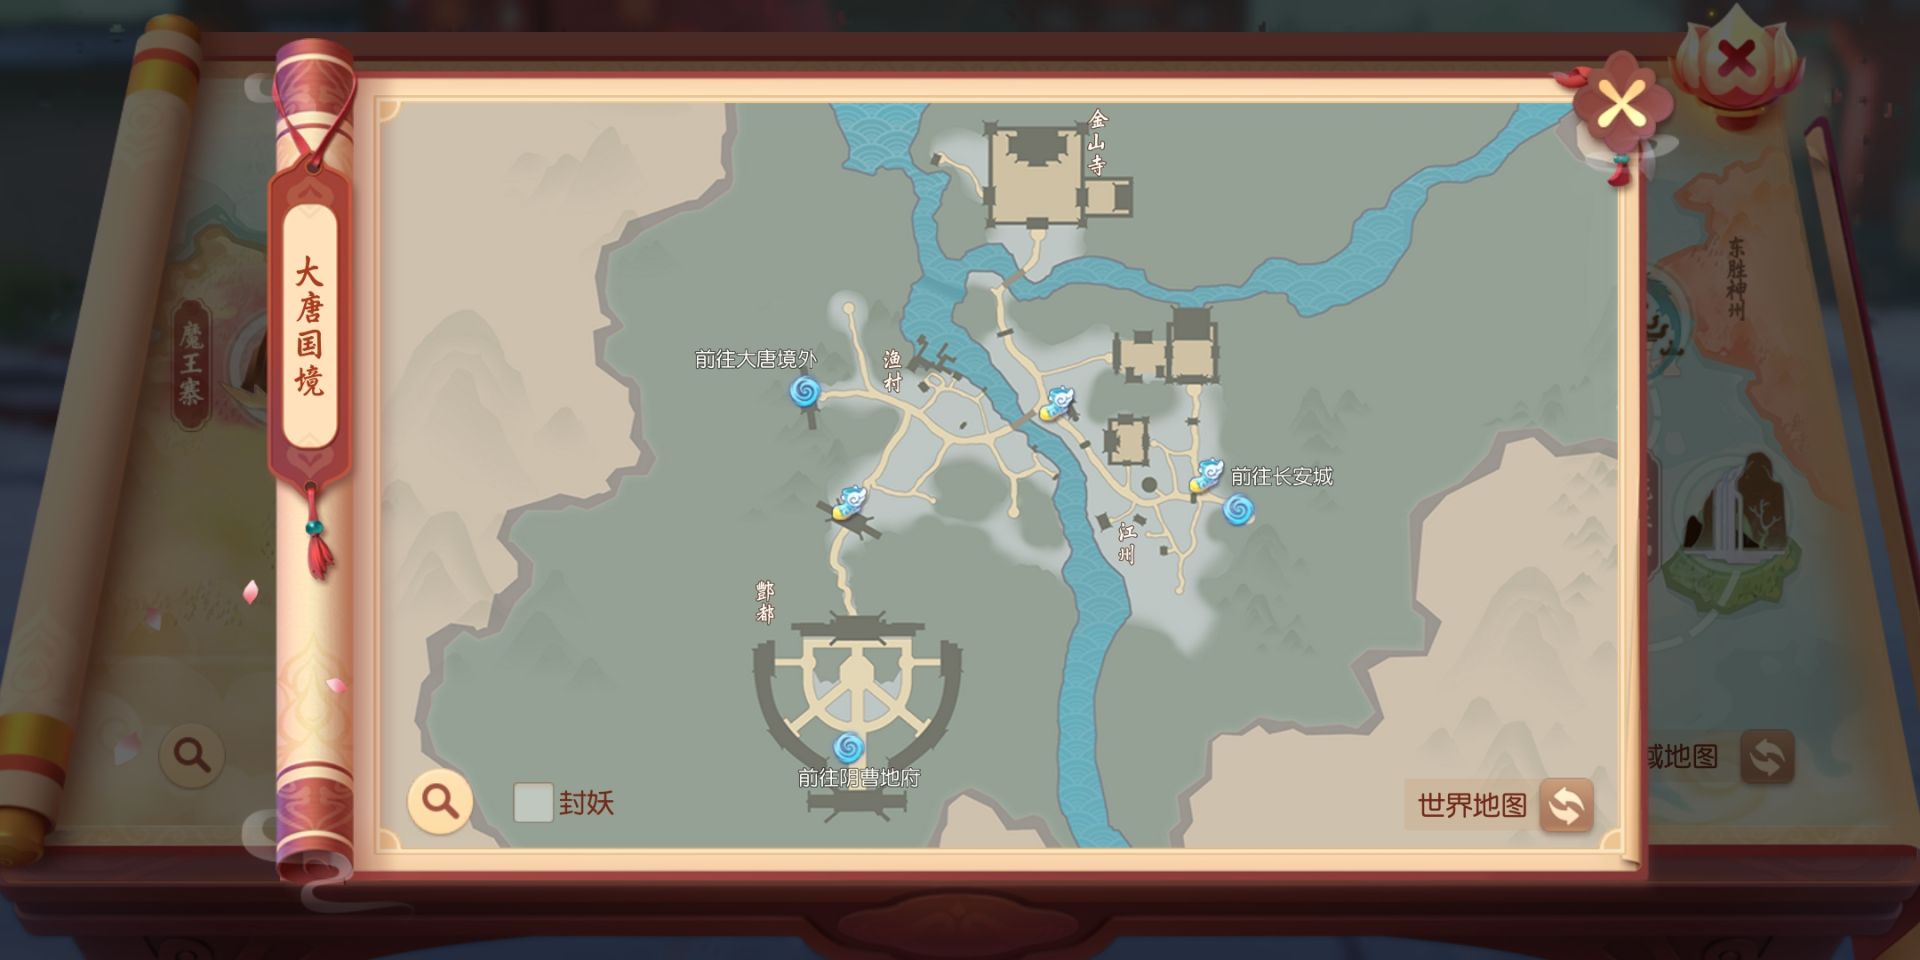 大唐国境
金山寺
前往大唐境外
渔村
前往长安城
江州
酆都
前往阴曹地府
封妖
世界地图
魔王寨
东胜神州
域地图